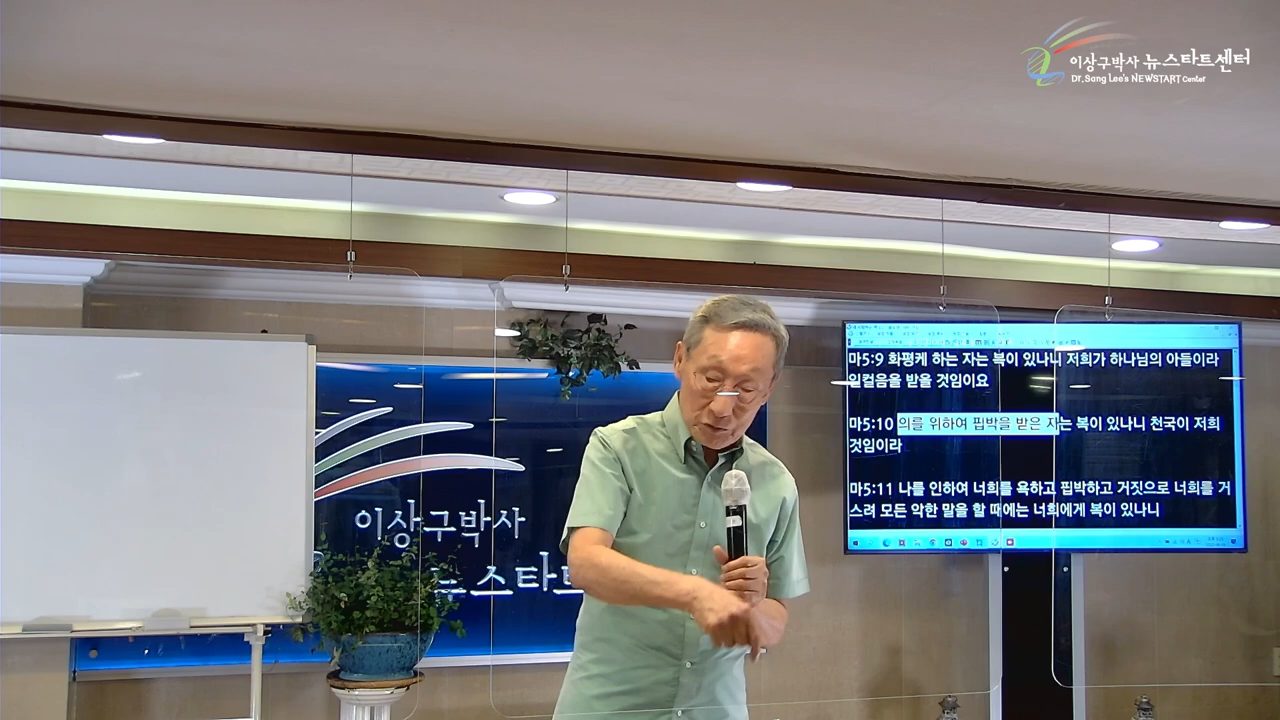 이상구박사 뉴스타트센터
Dr. Sang Lee's NEWSTART Center
마5:9 화평케 하는 자는 복이 있나니 저희가 하나님의 아들이라
일컬음을 받을 것임이요
마5:10 의를 위하여 핍박을 받은 자는 복이 있나니 천국이 저희
것임이라
마5:11 나를 인하여 너희를 욕하고 핍박하고 거짓으로 너희를 거
스려 모든 악한 말을 할 때에는 너희에게 복이 있나니
이상구박사
뉴스타트